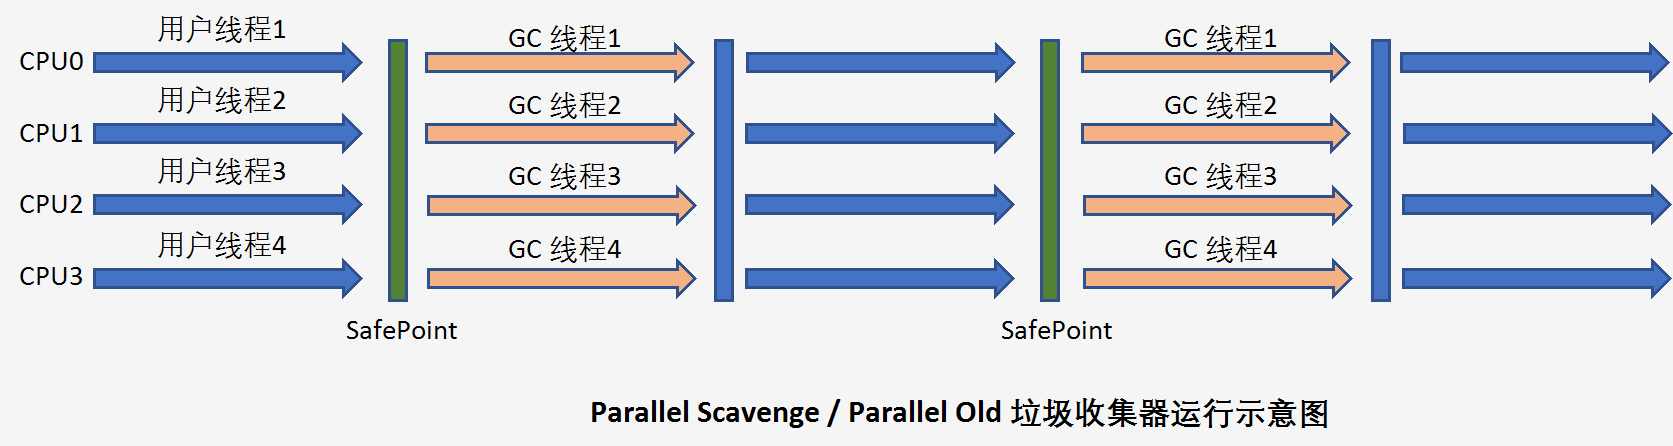 用户线程1 GC 线程1 GC 线程1
CPU0
用户线程2 GC 线程2 GC 线程2
CPU1
用户线程3 GC 线程3 GC 线程3
CPU2
用户线程4 GC 线程4 GC 线程4
CPU3
SafePoint SafePoint
Parallel Scavenge / Parallel Old 垃圾收集器运行示意图